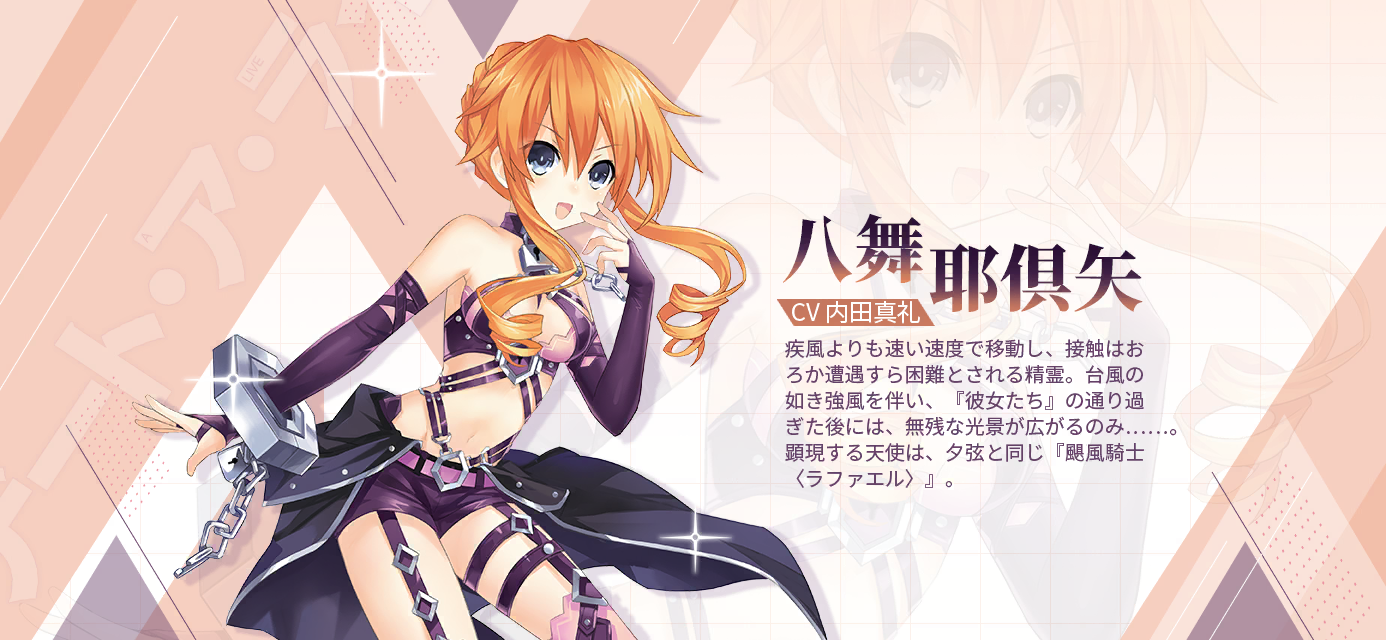 八舞 耶倶矢
CV 内田真礼
疾風よりも速い速度で移動し、接触はお
ろか遭遇すら困難とされる精霊。台風の
如き強風を伴い、『彼女たち』の通り過
ぎた後には、無残な光景が広がるのみ……。
顕現する天使は、夕弦と同じ『颶風騎士
〈ラファエル〉』。
LIVE
A